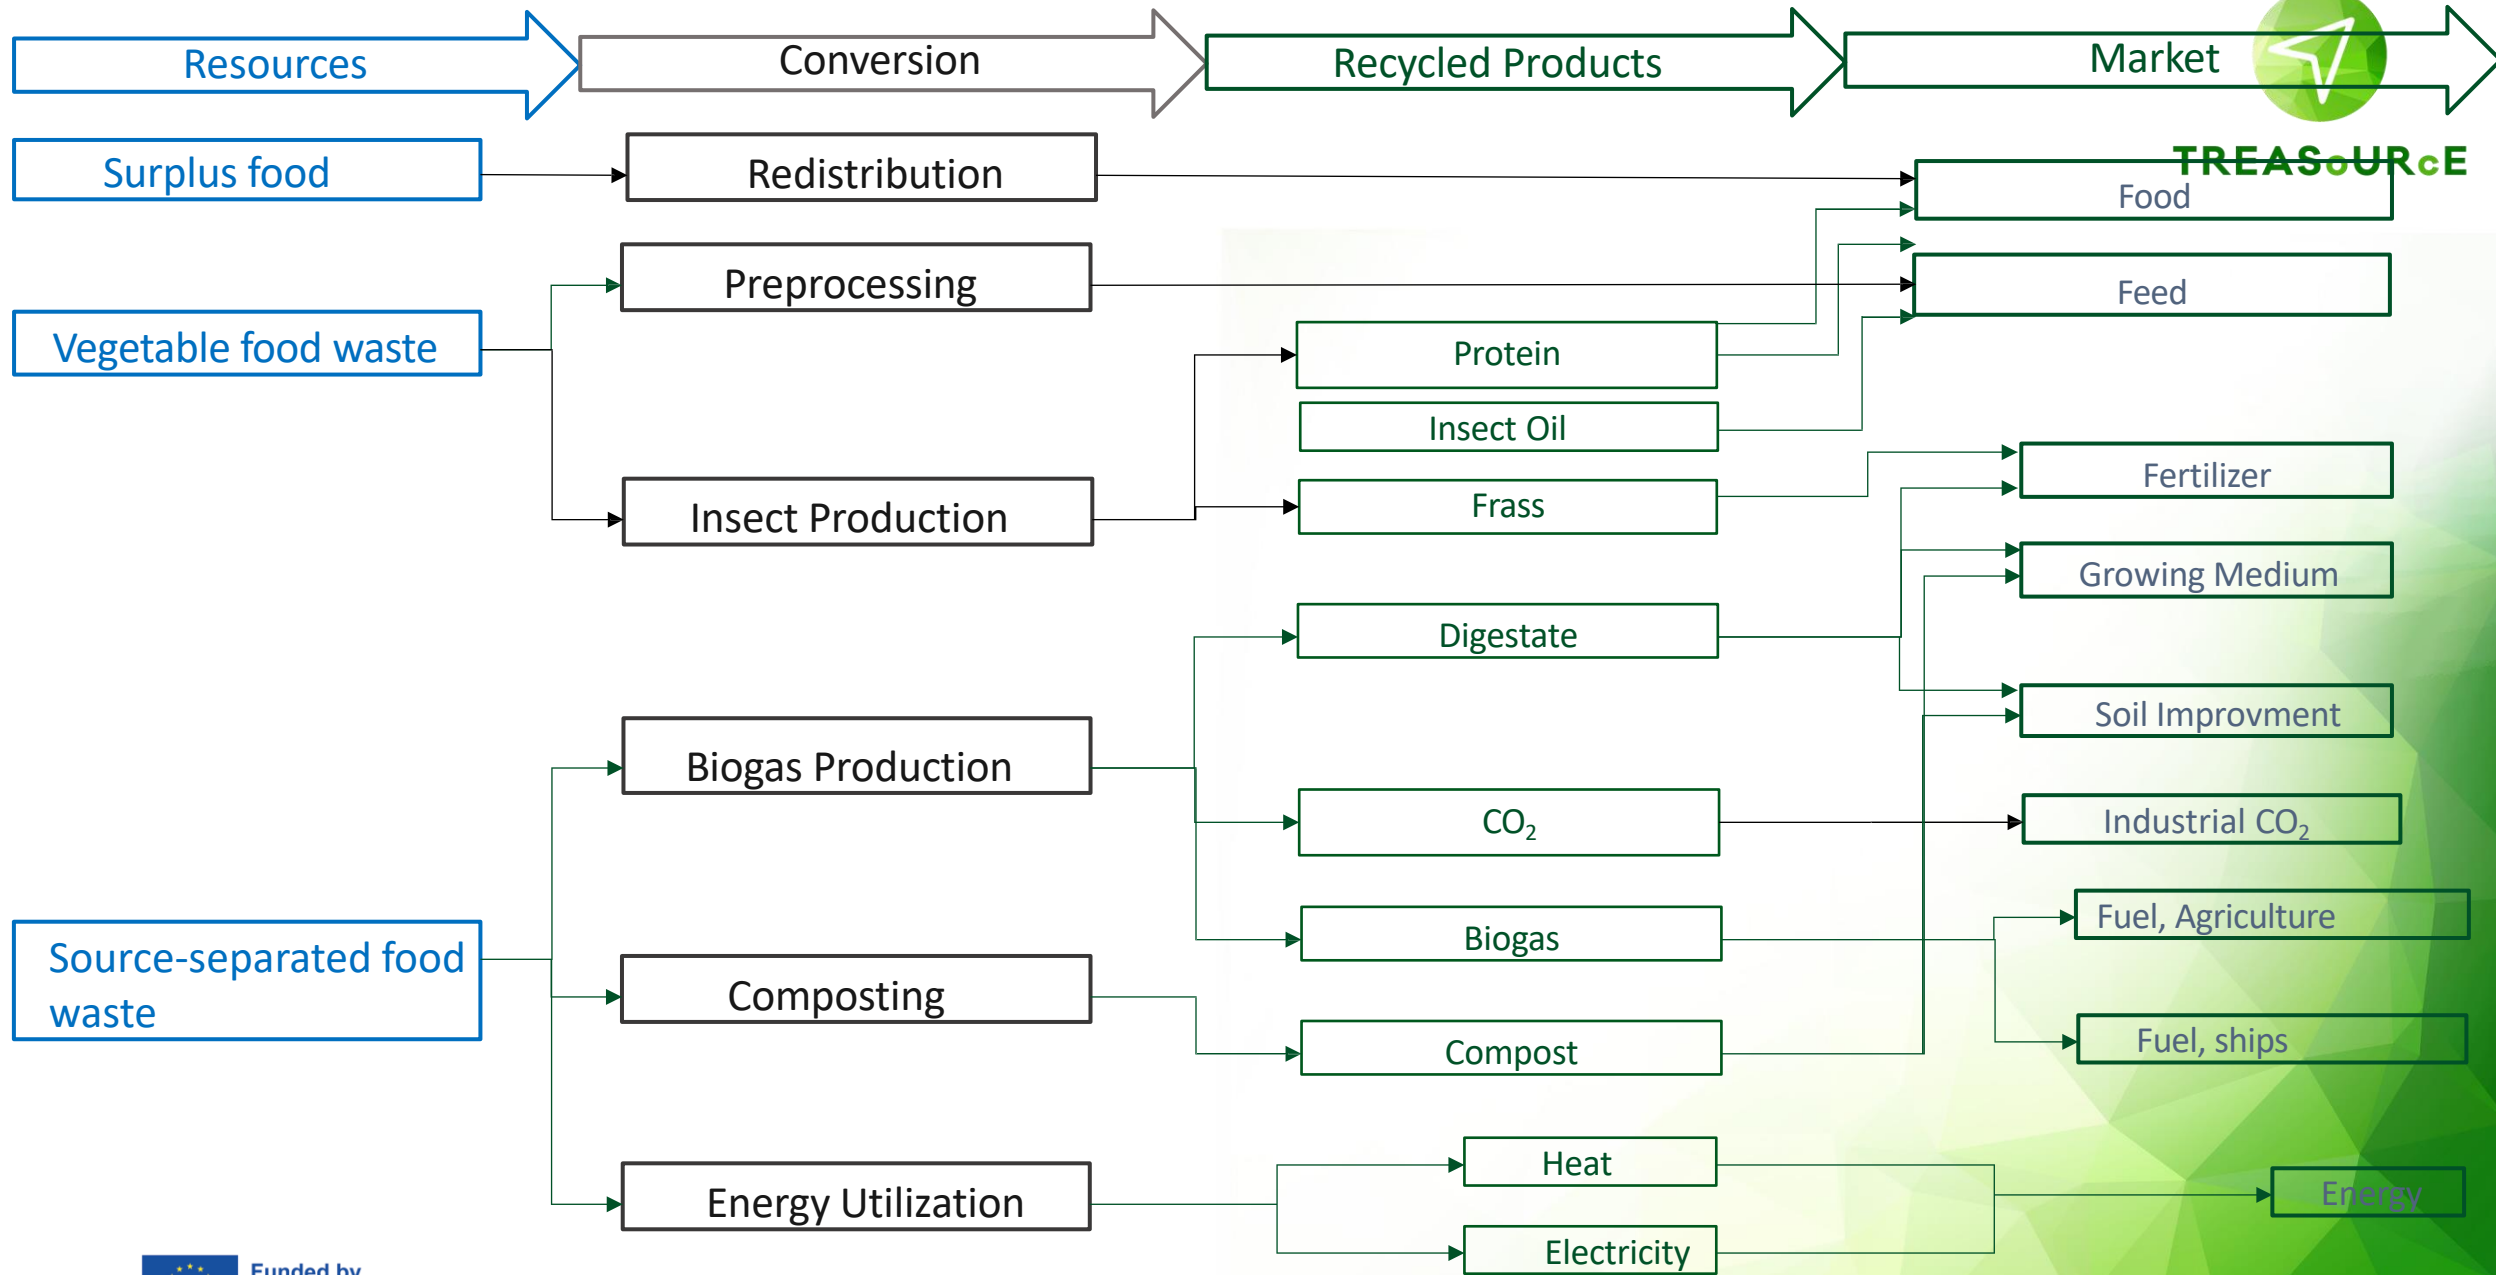 Resources
Conversion
Recycled Products
Market
TREASoURcE
Surplus food
Redistribution
Food
Preprocessing
Feed
Vegetable food waste
Protein
Insect Oil
Fertilizer
Insect Production
Frass
Growing Medium
Digestate
Soil Improvment
Biogas Production
CO₂
Industrial CO₂
Source-separated food
waste
Biogas
Fuel, Agriculture
Composting
Compost
Fuel, ships
Energy Utilization
Heat
Energy
Electricity
Funded by